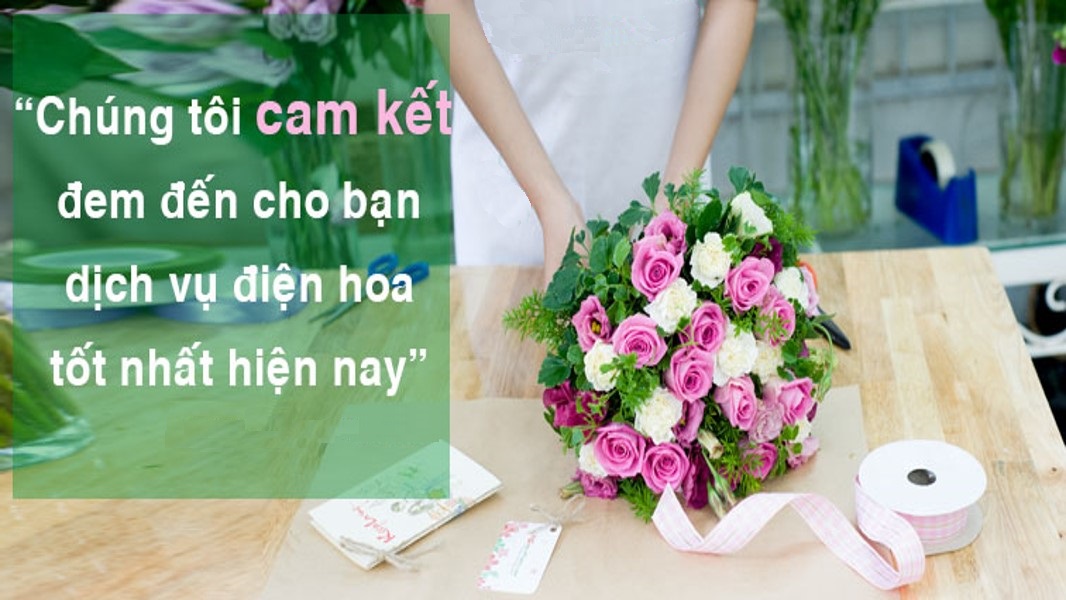 “Chúng tôi cam kết
đem đến cho bạn
dịch vụ điện hoa
tốt nhất hiện nay”